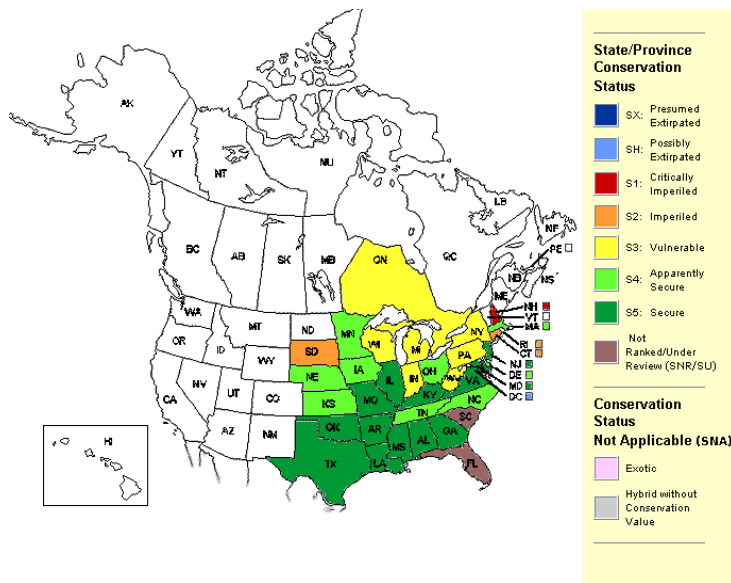 AK
YT
NT
NU
BC
AB
SK
MB
ON
QC
LB
NF
PE
NB
NS
ME
NH
VT
MA
RI
CT
NJ
DE
MD
DC
WA
MT
ND
MN
OR
ID
WY
SD
WI
MI
NY
NV
UT
CO
NE
IA
IL
IN
OH
PA
WV
VA
CA
AZ
NM
KS
MO
KY
NC
TN
OK
AR
SC
TX
LA
MS
AL
GA
FL
HI
State/Province
Conservation
Status
SX: Presumed
Extirpated
SH: Possibly
Extirpated
S1: Critically
Imperiled
S2: Imperiled
S3: Vulnerable
S4: Apparently
Secure
S5: Secure
Not
Ranked/Under
Review (SNR/SU)
Conservation
Status
Not Applicable (SNA)
Exotic
Hybrid without
Conservation
Value